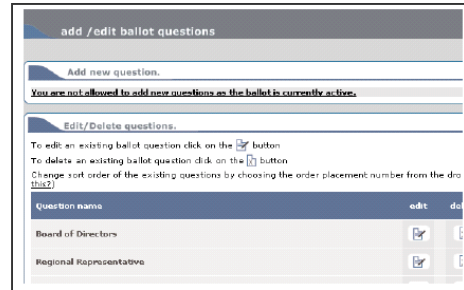 add /edit ballot questions
Add new question.
You are not allowed to add new questions as the ballot is currently active.
Edit/Delete questions.
To edit an existing ballot question click on the button
To delete an existing ballot question click on the button
Change sort order of the existing questions by choosing the order placement number from the dro
this?)
Question name edit del
Board of Directors
Regional Representative